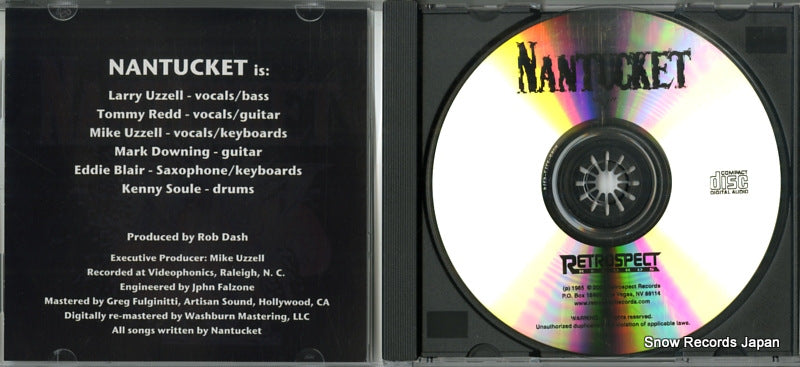 NANTUCKET is:
Larry Uzzell - vocals/bass
Tommy Redd - vocals/guitar
Mike Uzzell - vocals/keyboards
Mark Downing - guitar
Eddie Blair - Saxophone/keyboards
Kenny Soule - drums
Produced by Rob Dash
Executive Producer: Mike Uzzell
Recorded at Videophonics, Raleigh, N. C.
Engineered by Jphn Falzone
Mastered by Greg Fulginitti, Artisan Sound, Hollywood, CA
Digitally re-mastered by Washburn Mastering, LLC
All songs written by Nantucket
NANTUCKET
COMPACT
disc
DIGITAL AUDIO
RETROSPECT
RECORDS
Retrospect Records
P.O. Box Vegas, NV 89114
WARNING: reserved.
Unauthorized of applicable laws.
Snow Records Japan